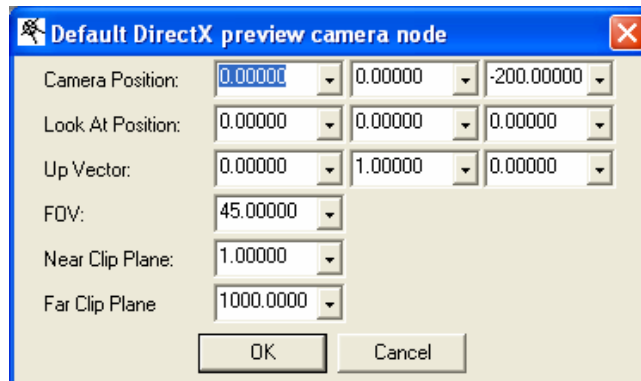 Default DirectX preview camera node
Camera Position: 0.00000 0.00000 -200.00000
Look At Position: 0.00000 0.00000 0.00000
Up Vector: 0.00000 1.00000 0.00000
FOV: 45.00000
Near Clip Plane: 1.00000
Far Clip Plane 1000.0000
OK Cancel